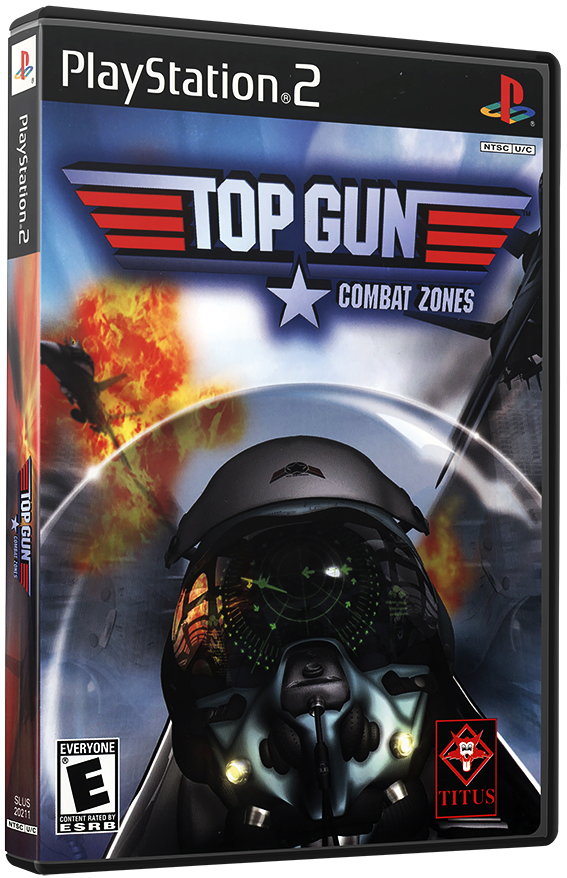 PlayStation®2
NTSC U/C
TOP GUN™
COMBAT ZONES
EVERYONE
E®
CONTENT RATED BY
ESRB
TITUS
PlayStation®2
TOP GUN
COMBAT ZONES
SLUS
20211
NTSC U/C